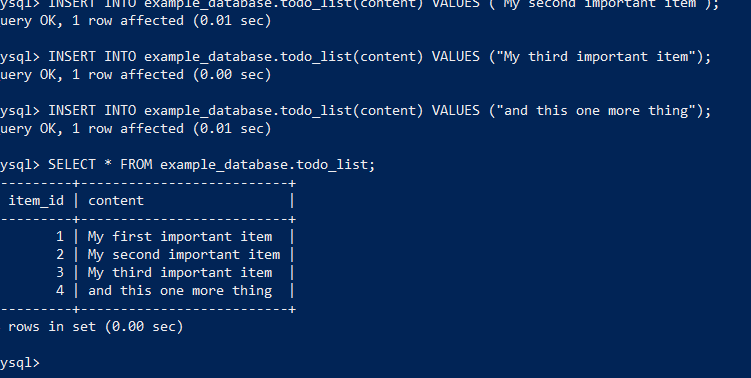 ysql> INSERT INTO example_database.todo_list(content) VALUES ("My second important item");
uery OK, 1 row affected (0.01 sec)
ysql> INSERT INTO example_database.todo_list(content) VALUES ("My third important item");
uery OK, 1 row affected (0.00 sec)
ysql> INSERT INTO example_database.todo_list(content) VALUES ("and this one more thing");
uery OK, 1 row affected (0.01 sec)
ysql> SELECT * FROM example_database.todo_list;
---------+--------------------------+
 item_id | content                  |
---------+--------------------------+
       1 | My first important item  |
       2 | My second important item |
       3 | My third important item  |
       4 | and this one more thing  |
---------+--------------------------+
 rows in set (0.00 sec)
ysql>